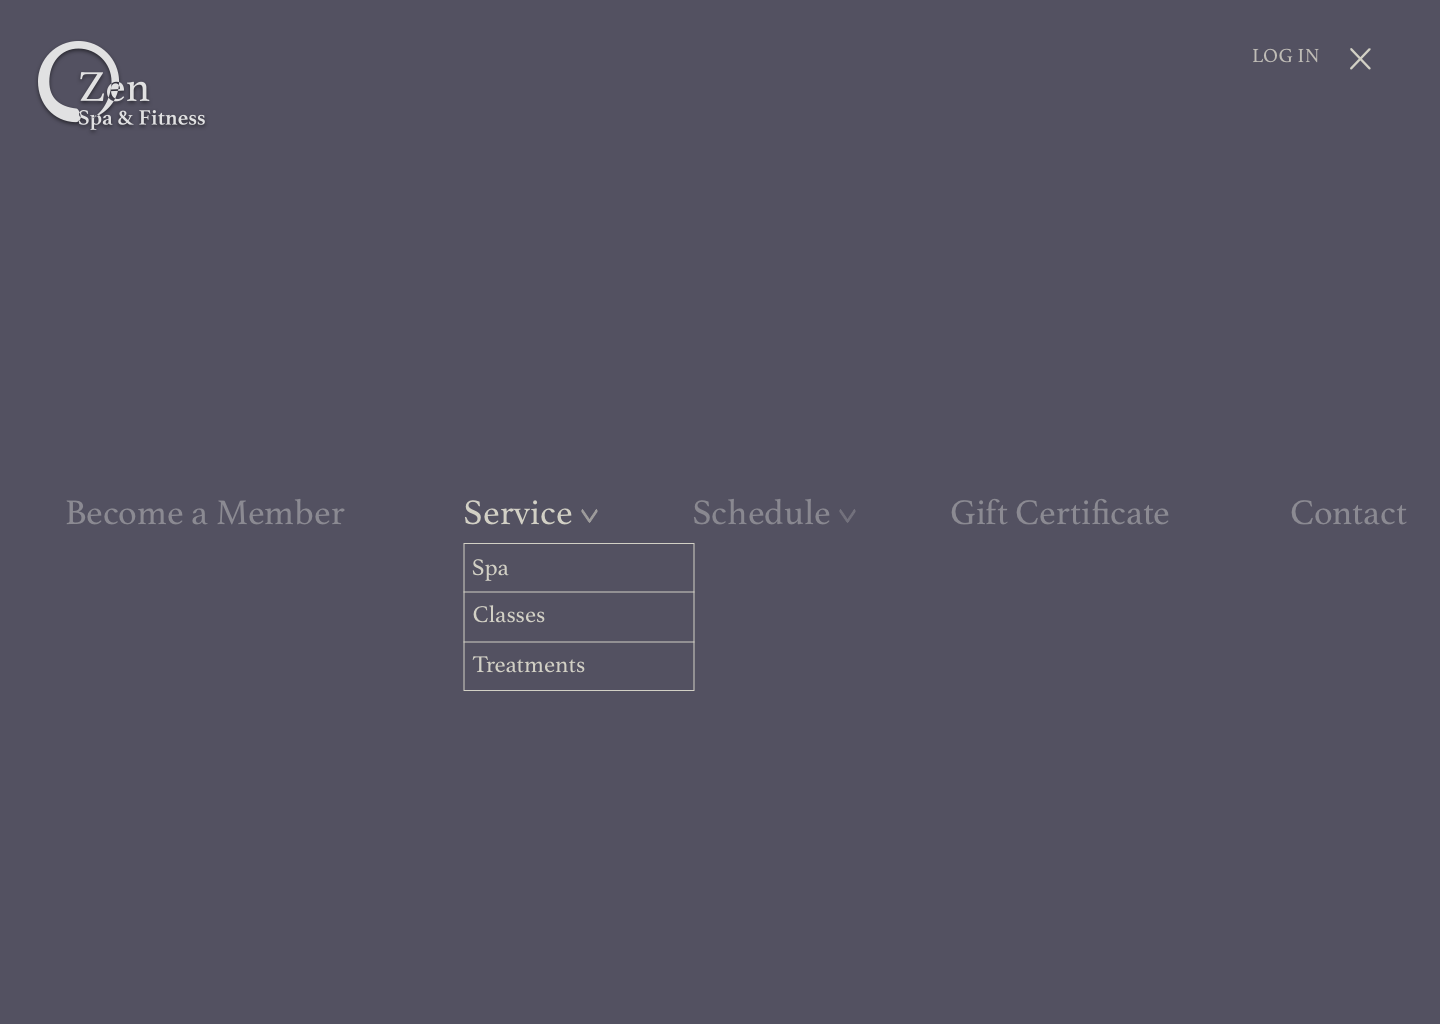 Zen
Spa & Fitness
LOG IN
Become a Member
Service
Schedule
Gift Certificate
Contact
Spa
Classes
Treatments